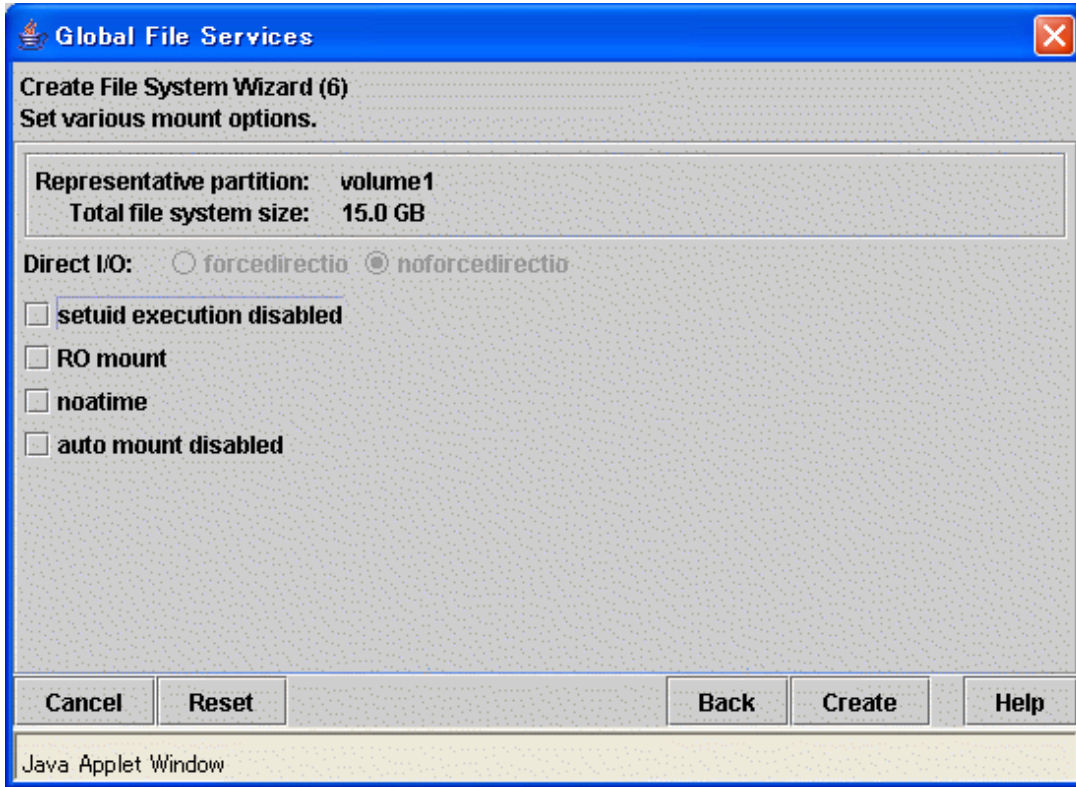 Global File Services
Create File System Wizard (6)
Set various mount options.
Representative partition: volume1
Total file system size: 15.0 GB
Direct I/O: forcedirectio noforcedirectio
setuid execution disabled
RO mount
noatime
auto mount disabled
Cancel Reset Back Create Help
Java Applet Window